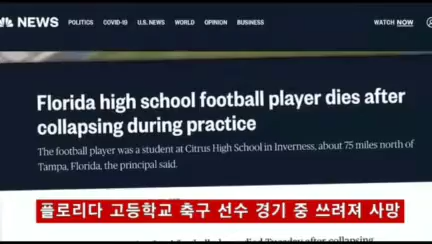 NEWS
POLITICS COVID-19 U.S. NEWS WORLD OPINION BUSINESS WATCH NOW
Florida high school football player dies after
collapsing during practice
The football player was a student at Citrus High School in Inverness, about 75 miles north of
Tampa, Florida, the principal said.
플로리다 고등학교 축구 선수 경기 중 쓰려져 사망